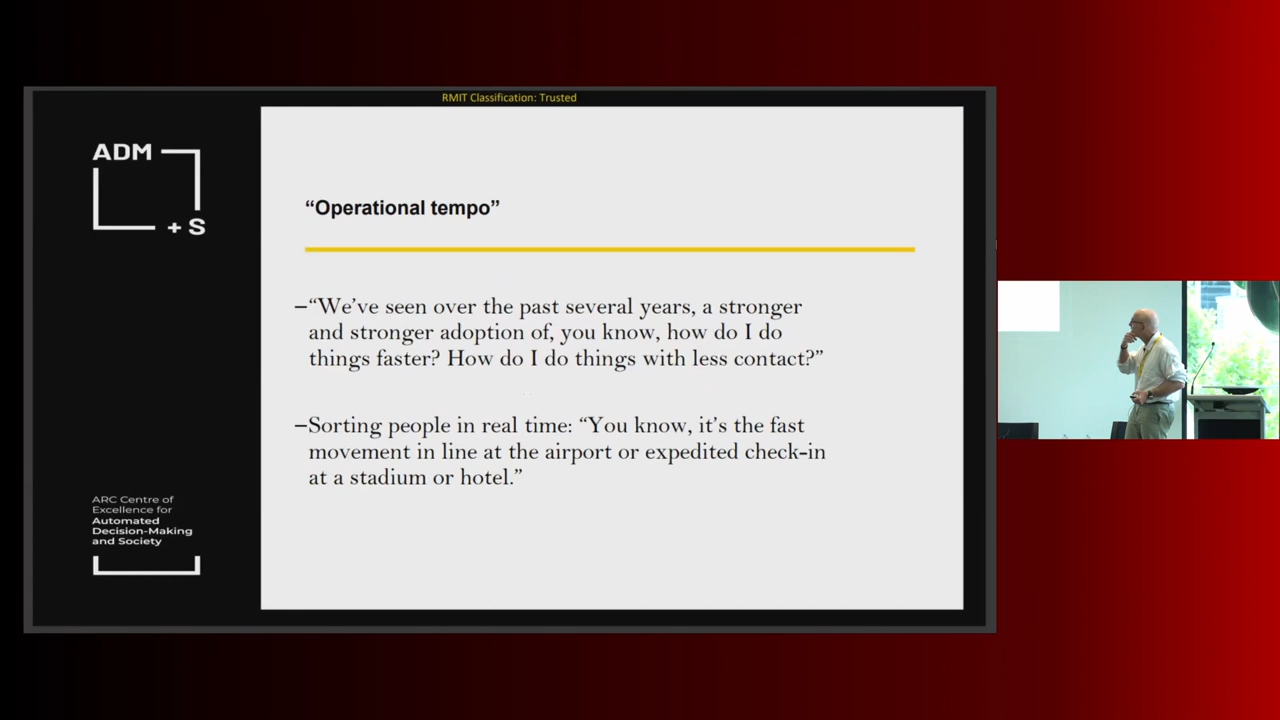 RMIT Classification: Trusted
ADM
+ S
“Operational tempo”
–“We’ve seen over the past several years, a stronger
and stronger adoption of, you know, how do I do
things faster? How do I do things with less contact?”
–Sorting people in real time: “You know, it’s the fast
movement in line at the airport or expedited check-in
at a stadium or hotel.”
ARC Centre of
Excellence for
Automated
Decision-Making
and Society